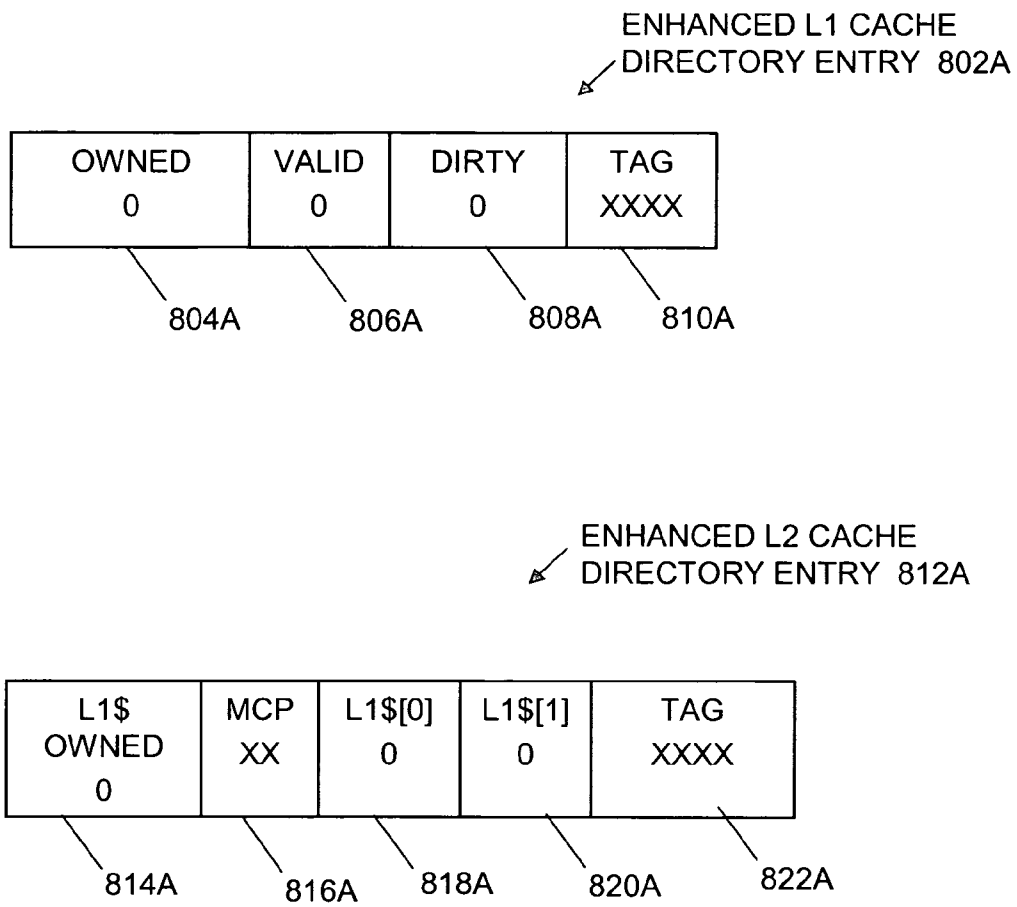 ENHANCED L1 CACHE
DIRECTORY ENTRY 802A
OWNED VALID DIRTY TAG
0 0 0 XXXX
804A 806A 808A 810A
ENHANCED L2 CACHE
DIRECTORY ENTRY 812A
L1$ MCP L1$[0] L1$[1] TAG
OWNED XX 0 0 XXXX
0
814A 816A 818A 820A 822A